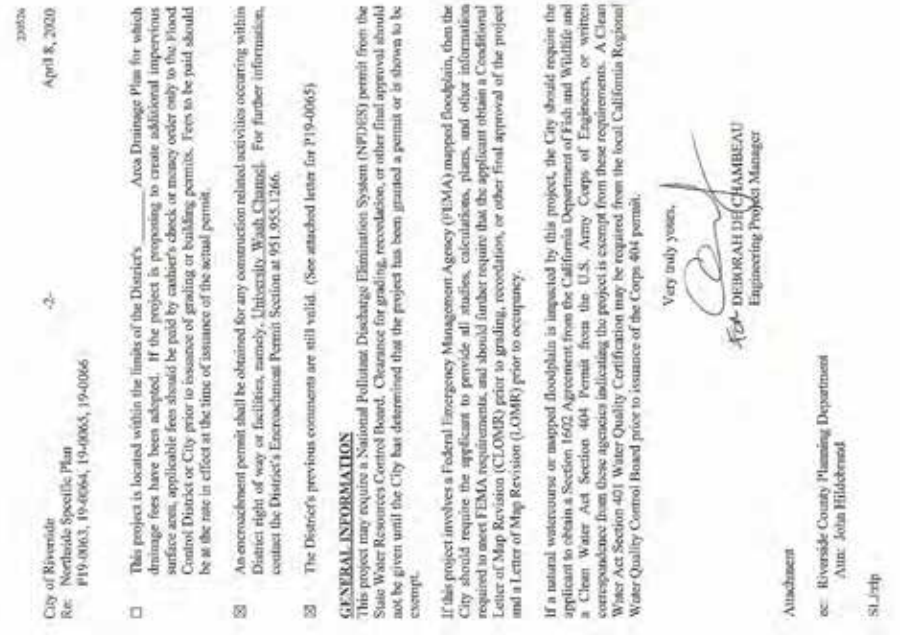 230526
City of Riverside -2- April 8, 2020
Re: Northside Specific Plan
P19-0063, 19-0064, 19-0065, 19-0066
☐ This project is located within the limits of the District's ________ Area Drainage Plan for which
drainage fees have been adopted. If the project is proposing to create additional impervious
surface area, applicable fees should be paid by cashier's check or money order only to the Flood
Control District or City prior to issuance of grading or building permits. Fees to be paid should
be at the rate in effect at the time of issuance of the actual permit.
☒ An encroachment permit shall be obtained for any construction related activities occurring within
District right of way or facilities, namely, University Wash Channel. For further information,
contact the District's Encroachment Permit Section at 951.955.1266.
☒ The District's previous comments are still valid. (See attached letter for P19-0065)
GENERAL INFORMATION
This project may require a National Pollutant Discharge Elimination System (NPDES) permit from the
State Water Resources Control Board. Clearance for grading, recordation, or other final approval should
not be given until the City has determined that the project has been granted a permit or is shown to be
exempt.
If this project involves a Federal Emergency Management Agency (FEMA) mapped floodplain, then the
City should require the applicant to provide all studies, calculations, plans, and other information
required to meet FEMA requirements, and should further require that the applicant obtain a Conditional
Letter of Map Revision (CLOMR) prior to grading, recordation, or other final approval of the project
and a Letter of Map Revision (LOMR) prior to occupancy.
If a natural watercourse or mapped floodplain is impacted by this project, the City should require the
applicant to obtain a Section 1602 Agreement from the California Department of Fish and Wildlife and
a Clean Water Act Section 404 Permit from the U.S. Army Corps of Engineers, or written
correspondence from these agencies indicating the project is exempt from these requirements. A Clean
Water Act Section 401 Water Quality Certification may be required from the local California Regional
Water Quality Control Board prior to issuance of the Corps 404 permit.
Very truly yours,
For DEBORAH DE CHAMBEAU
Engineering Project Manager
Attachment
ec: Riverside County Planning Department
Attn: John Hildebrand
SL:rlp